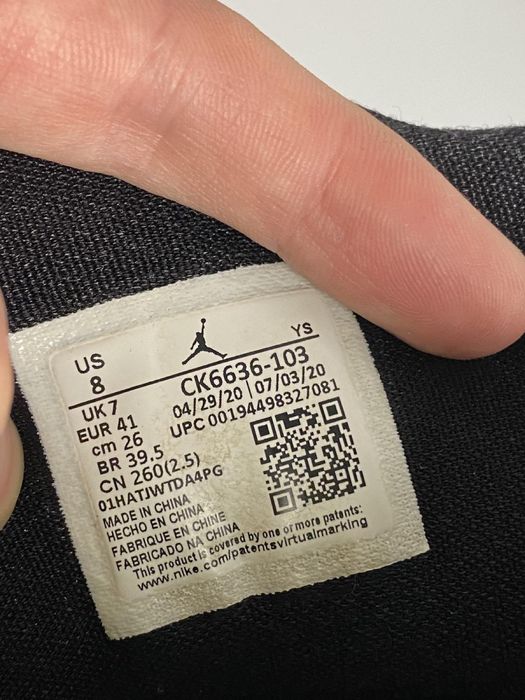 US YS
8 CK6636-103
UK 7 04/29/20 | 07/03/20
EUR 41 UPC 00194498327081
cm 26
BR 39.5
CN 260(2.5)
01HATJWTDA4PG
MADE IN CHINA
HECHO EN CHINA
FABRIQUE EN CHINE
FABRICADO NA CHINA
This product is covered by one or more patents:
www.nike.com/patentsvirtualmarking